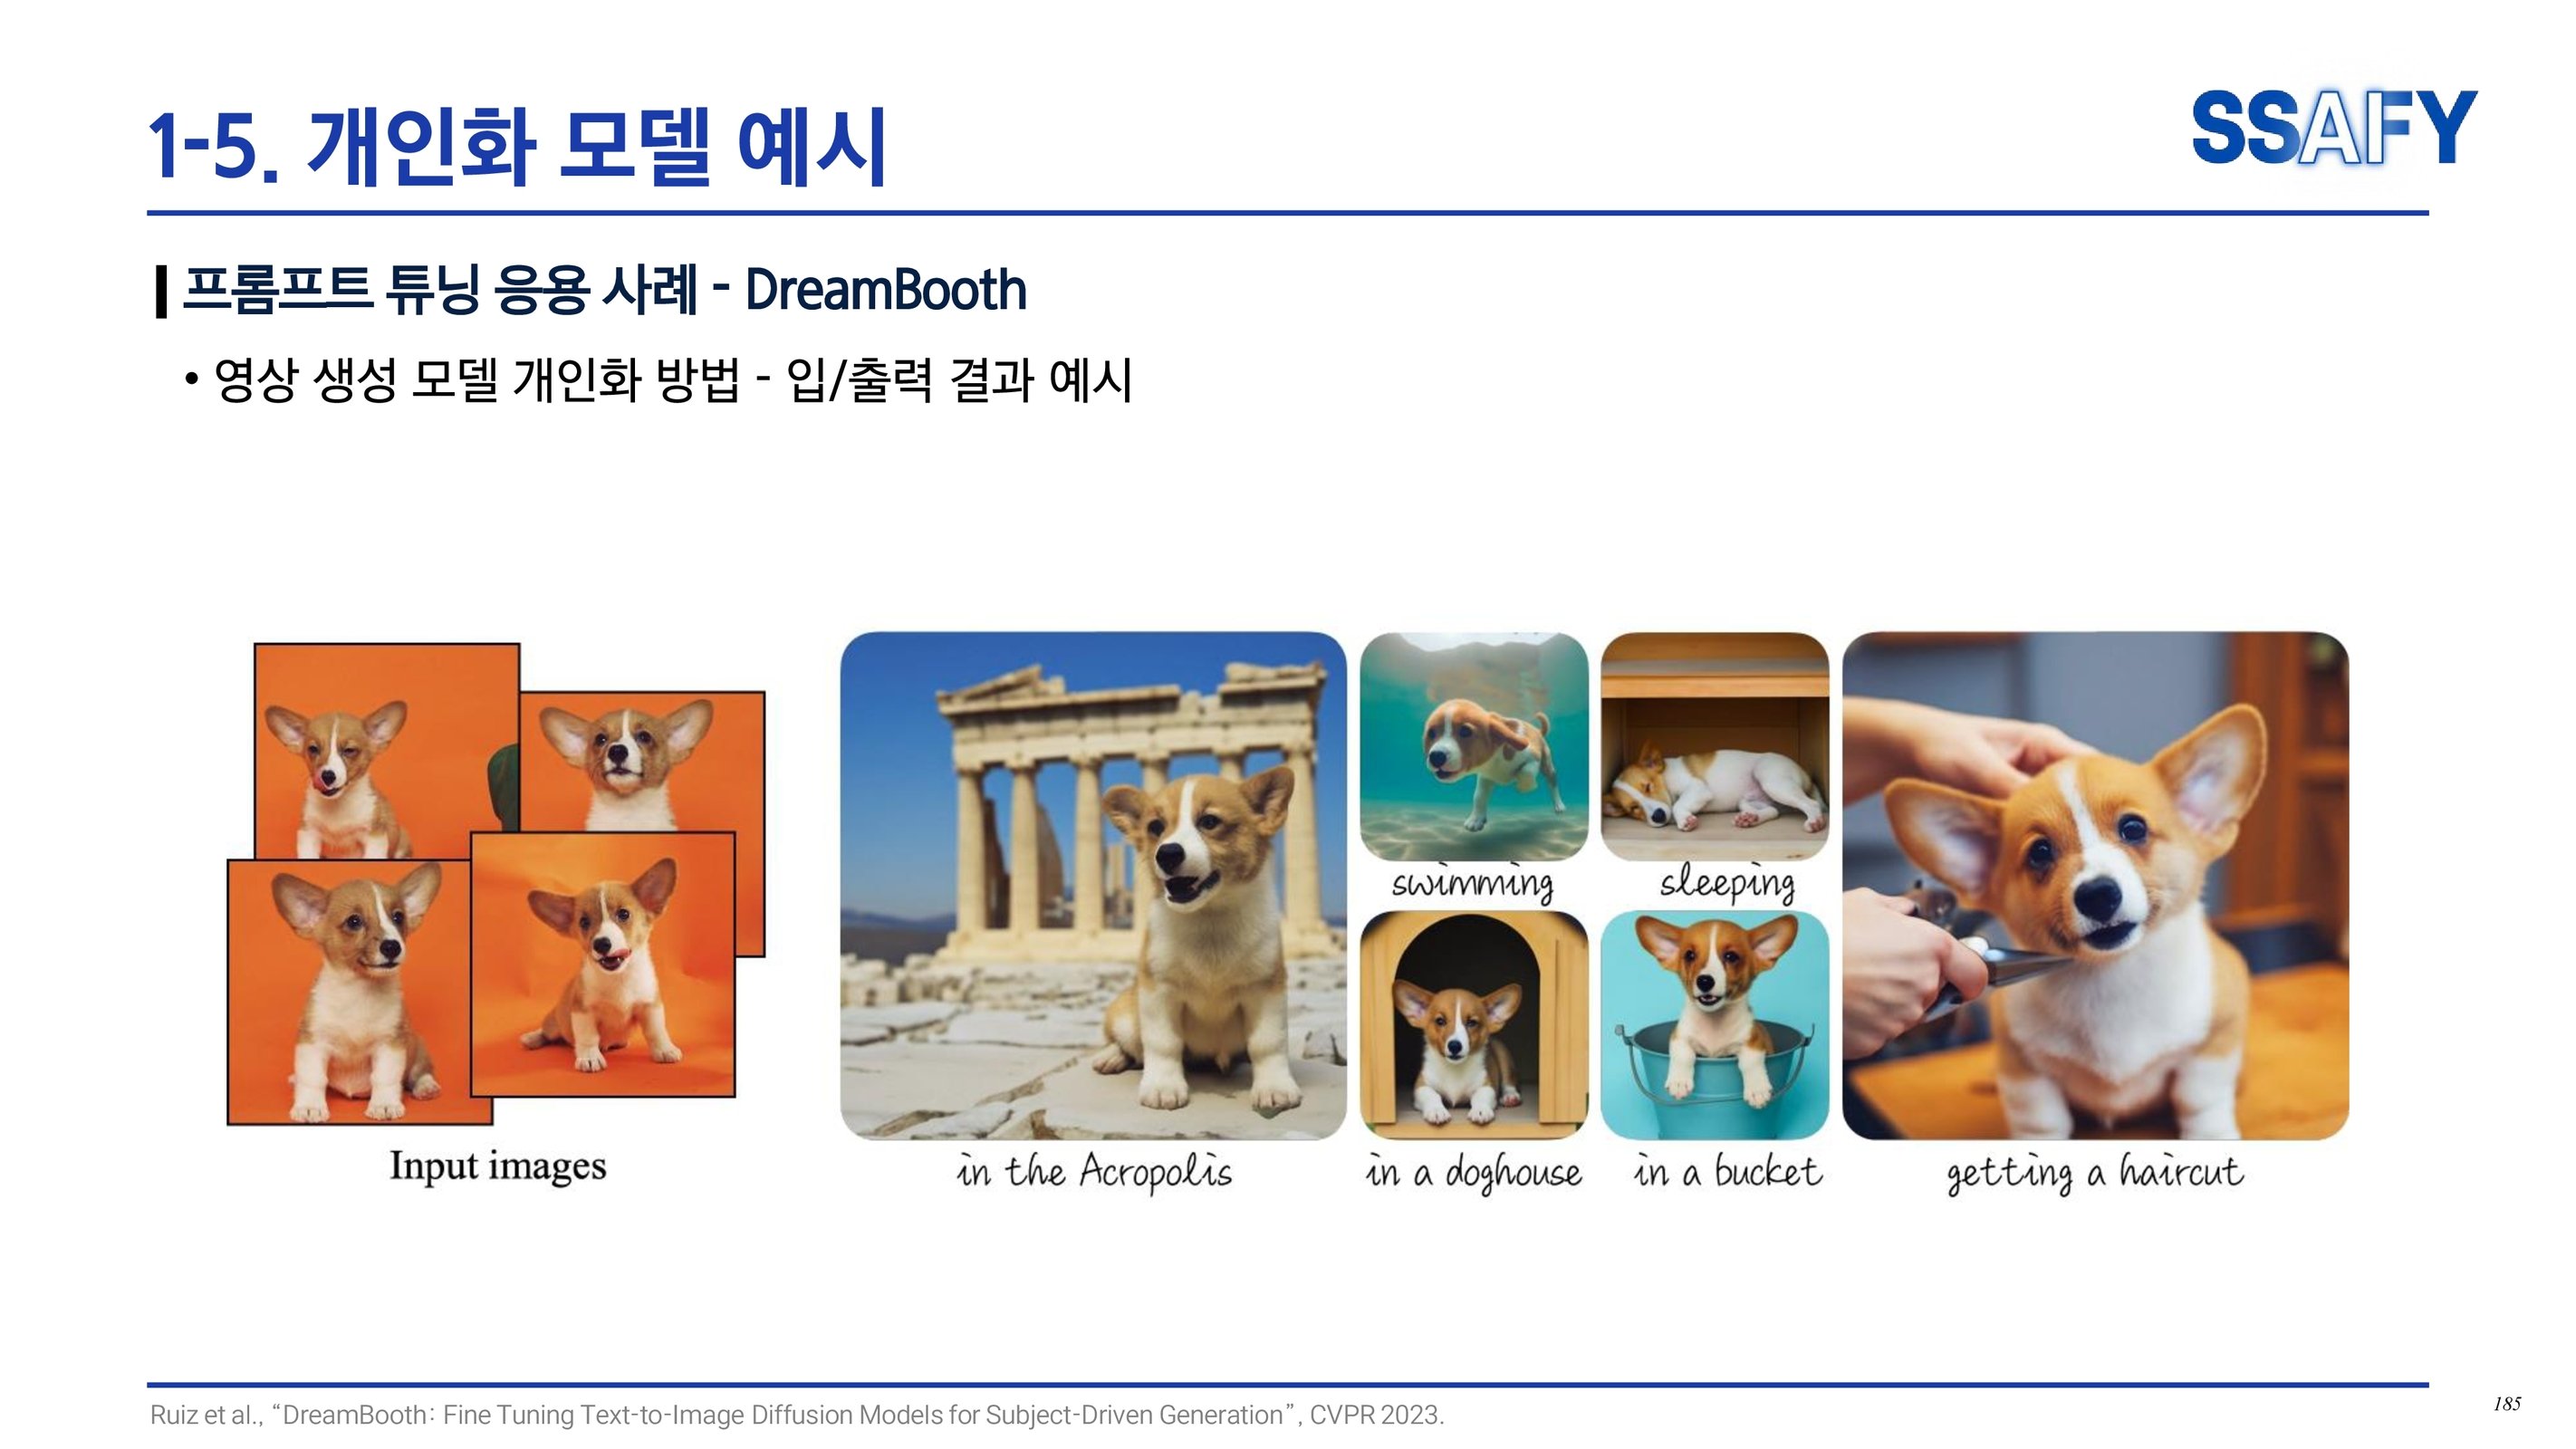 1-5. 개인화 모델 예시
SSAFY
프롬프트 튜닝 응용 사례 - DreamBooth
• 영상 생성 모델 개인화 방법 - 입/출력 결과 예시
swimming
sleeping
Input images
in the Acropolis
in a doghouse
in a bucket
getting a haircut
Ruiz et al., “DreamBooth: Fine Tuning Text-to-Image Diffusion Models for Subject-Driven Generation”, CVPR 2023.
185